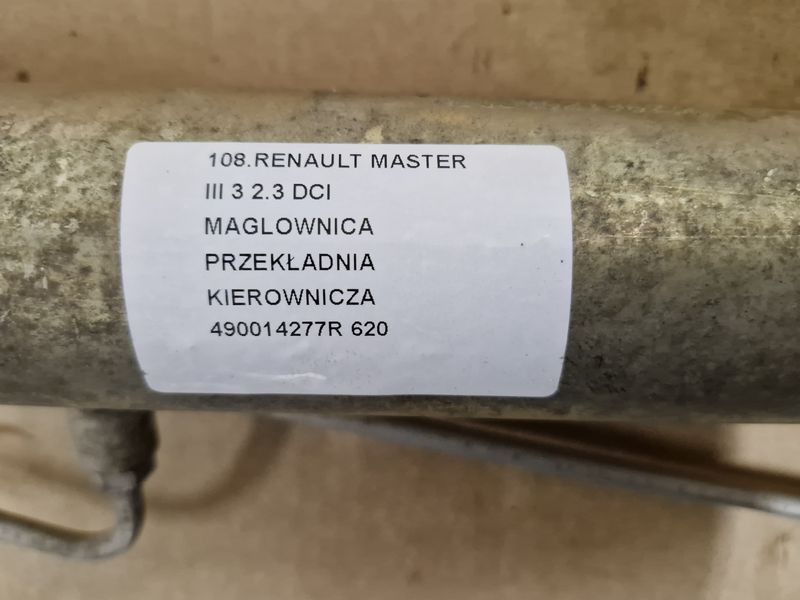 108.RENAULT MASTER
III 3 2.3 DCI
MAGLOWNICA
PRZEKŁADNIA
KIEROWNICZA
490014277R 620